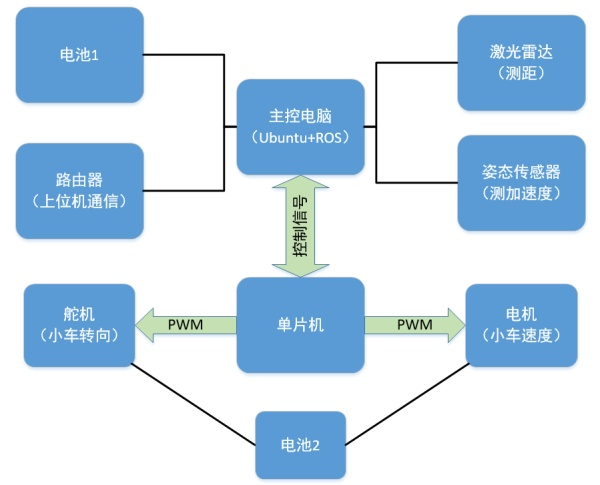 电池1
激光雷达
（测距）
主控电脑
（Ubuntu+ROS）
路由器
（上位机通信）
姿态传感器
（测加速度）
控制信号
舵机
（小车转向）
PWM
单片机
PWM
电机
（小车速度）
电池2